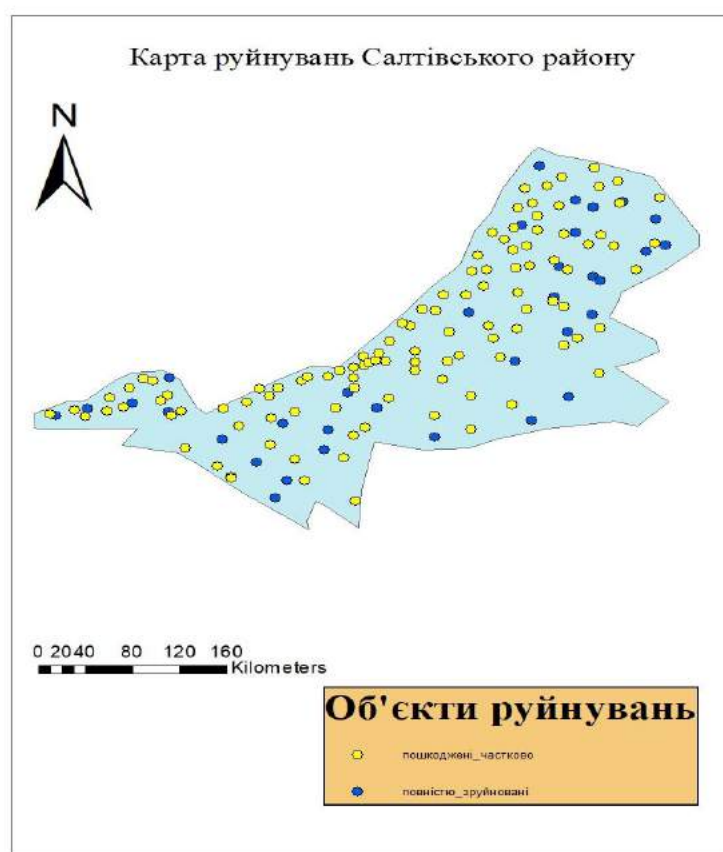 Карта руйнувань Салтівського району
N
0 20 40 80 120 160
Kilometers
Об'єкти руйнувань
пошкоджені_частково
повністю_зруйновані